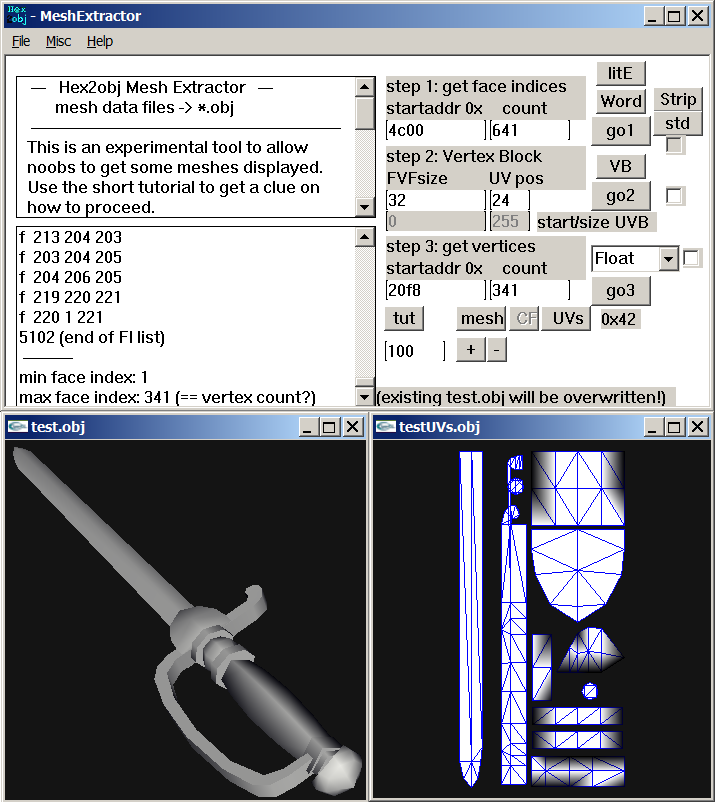 Hex
obj - MeshExtractor
File Misc Help
— Hex2obj Mesh Extractor —
mesh data files -> *.obj
This is an experimental tool to allow
noobs to get some meshes displayed.
Use the short tutorial to get a clue on
how to proceed.
f 213 204 203
f 203 204 205
f 204 206 205
f 219 220 221
f 220 1 221
5102 (end of FI list)
min face index: 1
max face index: 341 (== vertex count?)
step 1: get face indices
startaddr 0x count
4c00 641
litE
Word
go1
Strip
std
step 2: Vertex Block
FVFsize UV pos
32 24
0 255 start/size UVB
VB
go2
step 3: get vertices
startaddr 0x count
20f8 341
Float
go3
tut mesh CF UVs 0x42
100 + -
(existing test.obj will be overwritten!)
test.obj
testUVs.obj